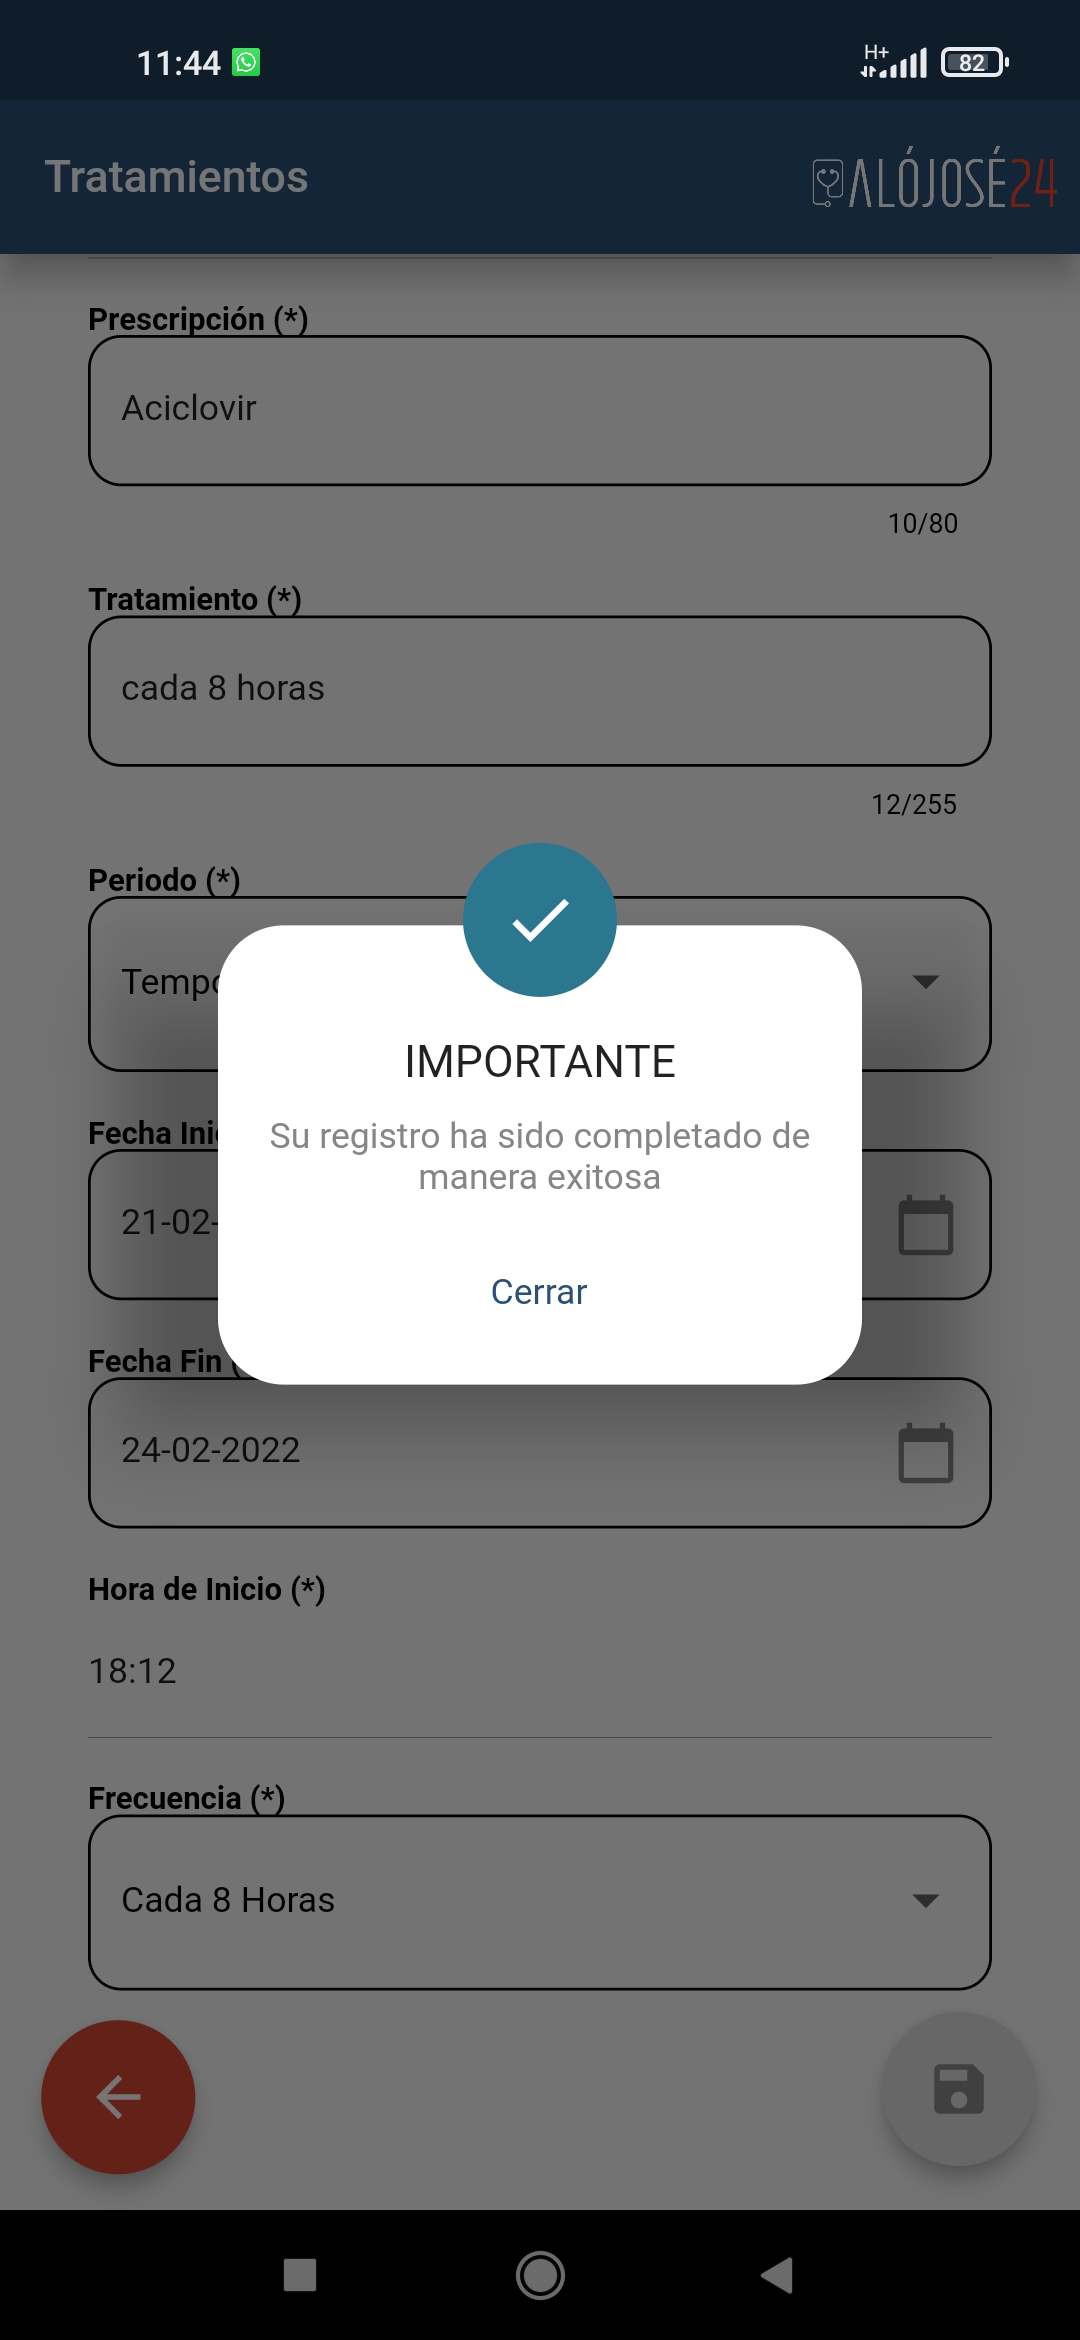 11:44
H+
82
Tratamientos
ALÓJOSÉ24
Prescripción (*)
Aciclovir
10/80
Tratamiento (*)
cada 8 horas
12/255
Periodo (*)
IMPORTANTE
Su registro ha sido completado de
manera exitosa
Cerrar
Fecha
21-02-
Fecha Fin (
24-02-2022
Hora de Inicio (*)
18:12
Frecuencia (*)
Cada 8 Horas